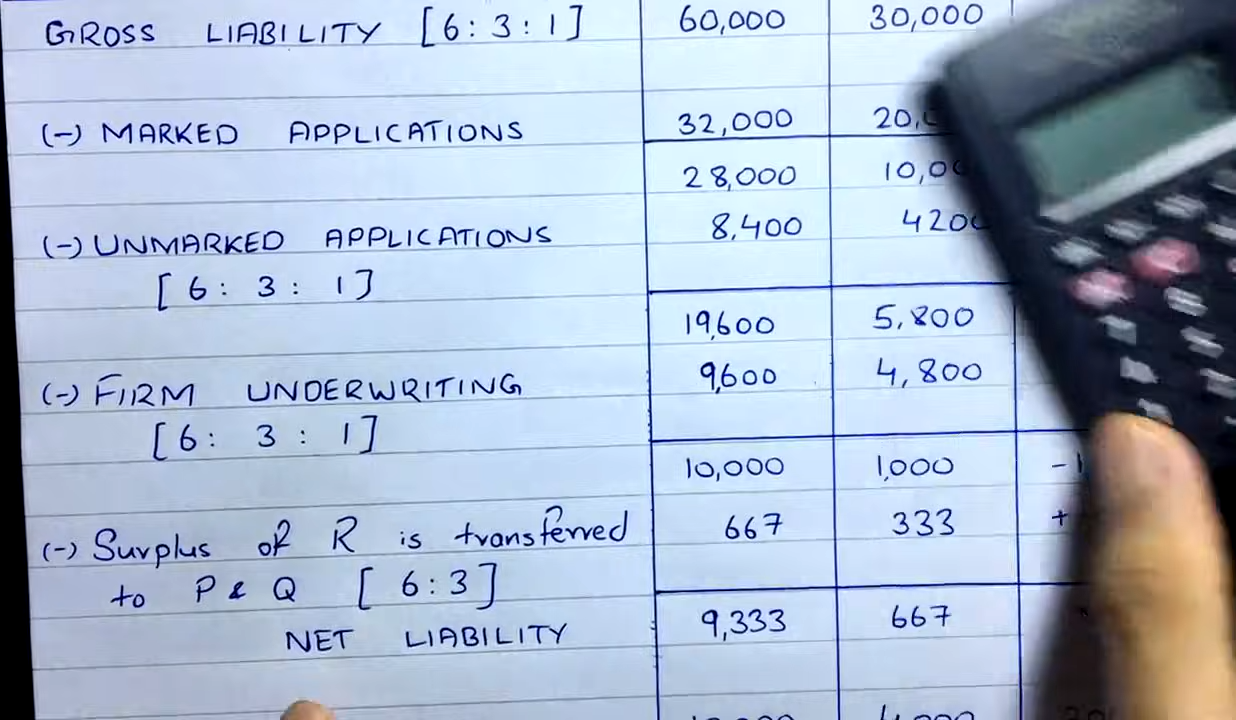 GROSS LIABILITY [6:3:1] 60,000 30,000
(-) MARKED APPLICATIONS 32,000
28,000
(-) UNMARKED APPLICATIONS 8,400
[6: 3: 1]
19,600 5,800
(-) FIRM UNDERWRITING 9,600 4,800
[6: 3: 1]
10,000 1,000
(-) Surplus of R is transferred 667 333
to P & Q [6:3]
NET LIABILITY 9,333 667